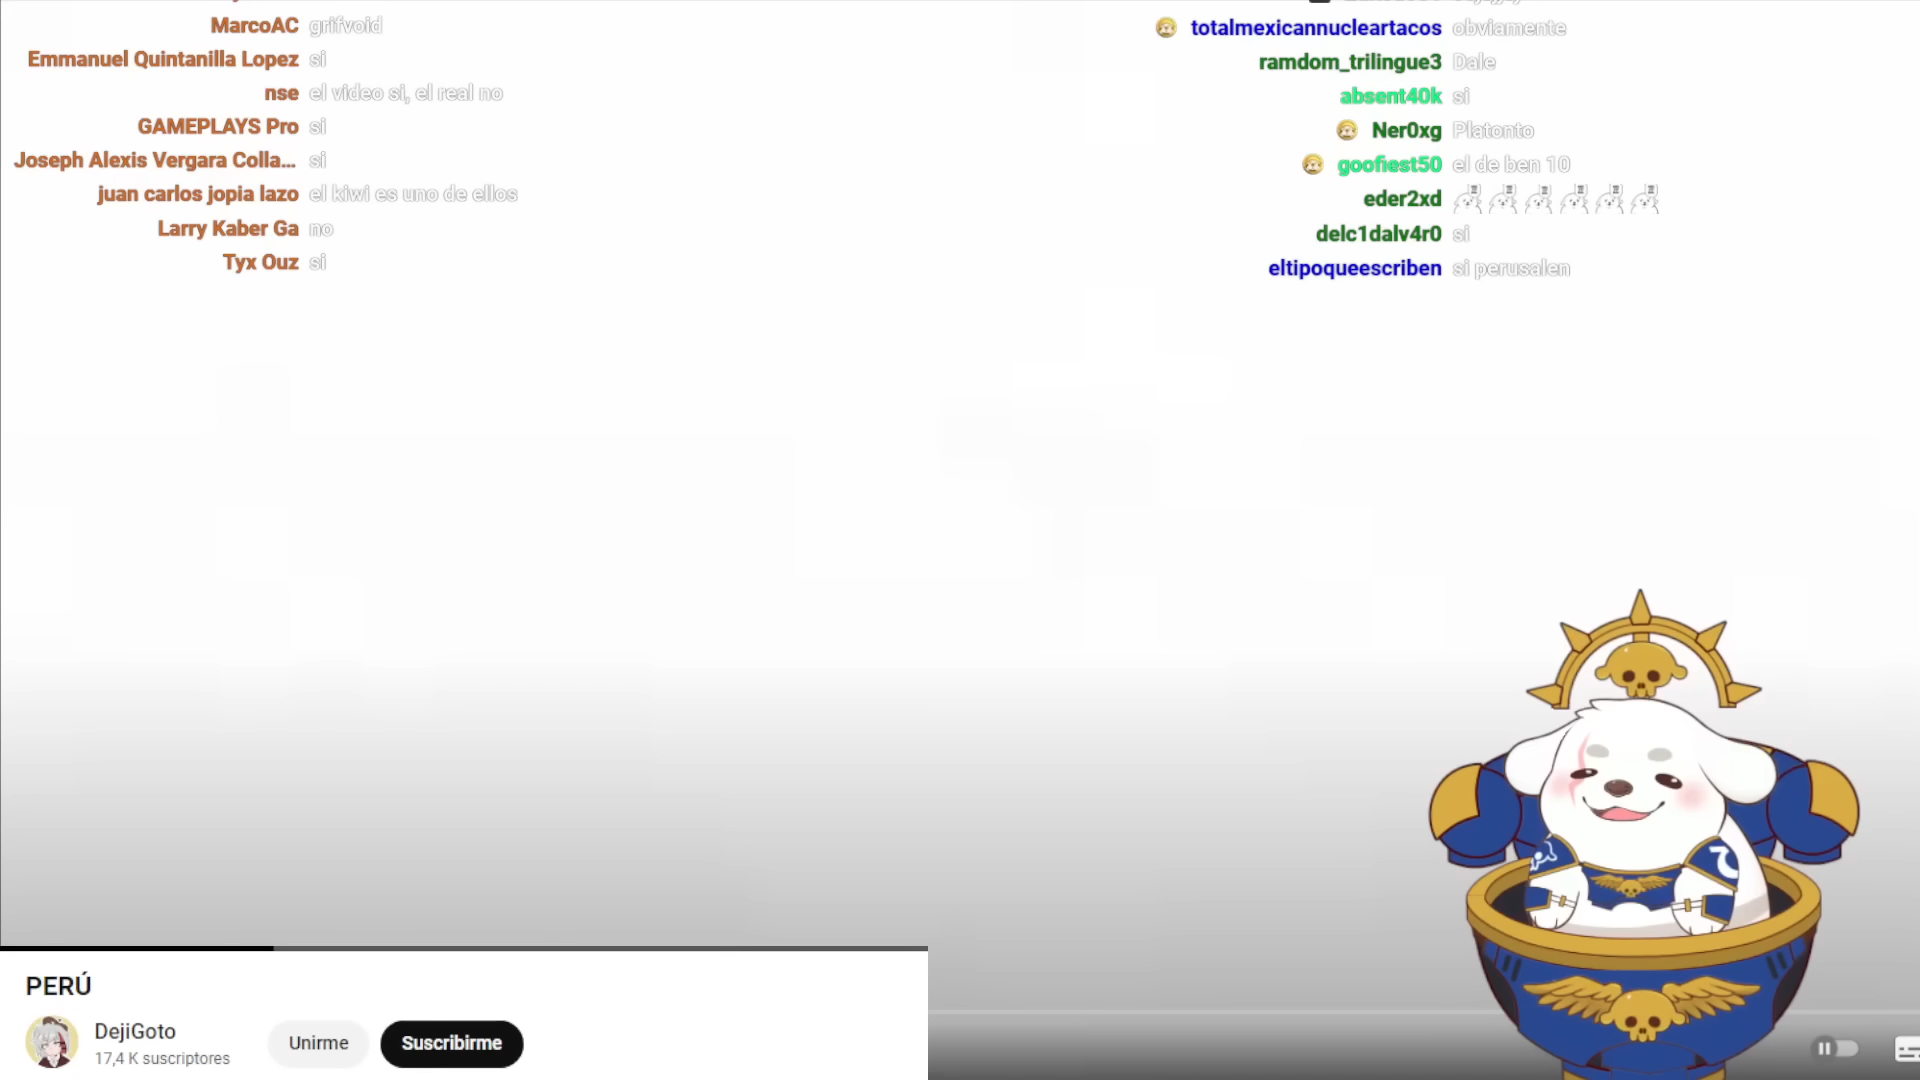 MarcoAC grifvoid
Emmanuel Quintanilla Lopez si
nse el video si, el real no
GAMEPLAYS Pro si
Joseph Alexis Vergara Colla... si
juan carlos jopia lazo el kiwi es uno de ellos
Larry Kaber Ga no
Tyx Ouz si
totalmexicannucleartacos obviamente
ramdom_trilingue3 Dale
absent40k si
Ner0xg Platonto
goofiest50 el de ben 10
eder2xd
delc1dalv4r0 si
eltipoqueescriben si perusalen
PERÚ
DejiGoto
17,4 K suscriptores
Unirme
Suscribirme